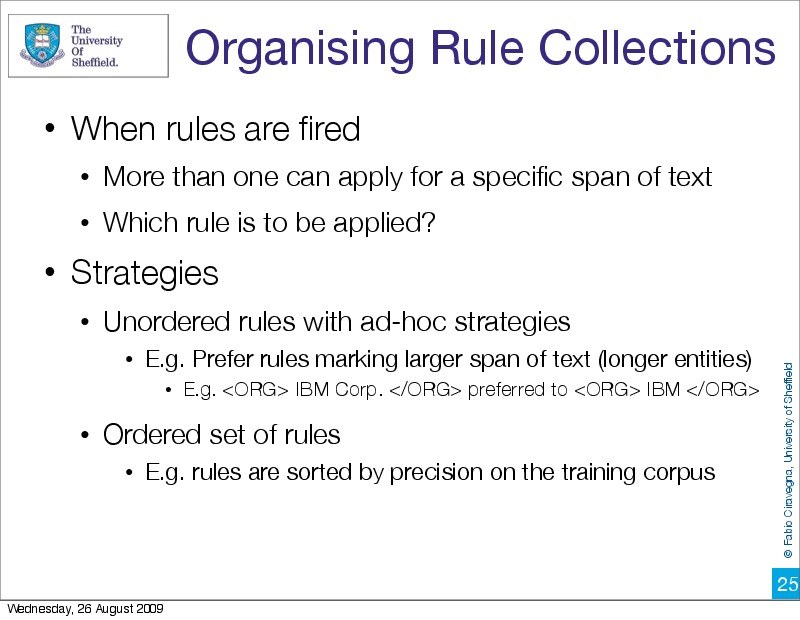 The
University
Of
Sheffield.
Organising Rule Collections
• When rules are fired
• More than one can apply for a specific span of text
• Which rule is to be applied?
• Strategies
• Unordered rules with ad-hoc strategies
• E.g. Prefer rules marking larger span of text (longer entities)
• E.g. <ORG> IBM Corp. </ORG> preferred to <ORG> IBM </ORG>
• Ordered set of rules
• E.g. rules are sorted by precision on the training corpus
© Fabio Ciravegna, University of Sheffield
25
Wednesday, 26 August 2009